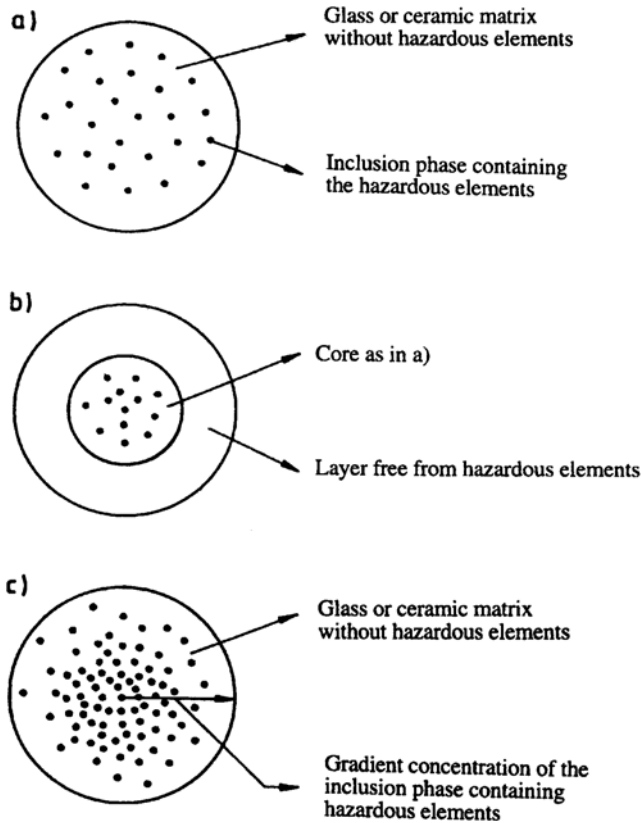 a)
Glass or ceramic matrix
without hazardous elements
Inclusion phase containing
the hazardous elements
b)
Core as in a)
Layer free from hazardous elements
c)
Glass or ceramic matrix
without hazardous elements
Gradient concentration of the
inclusion phase containing
hazardous elements